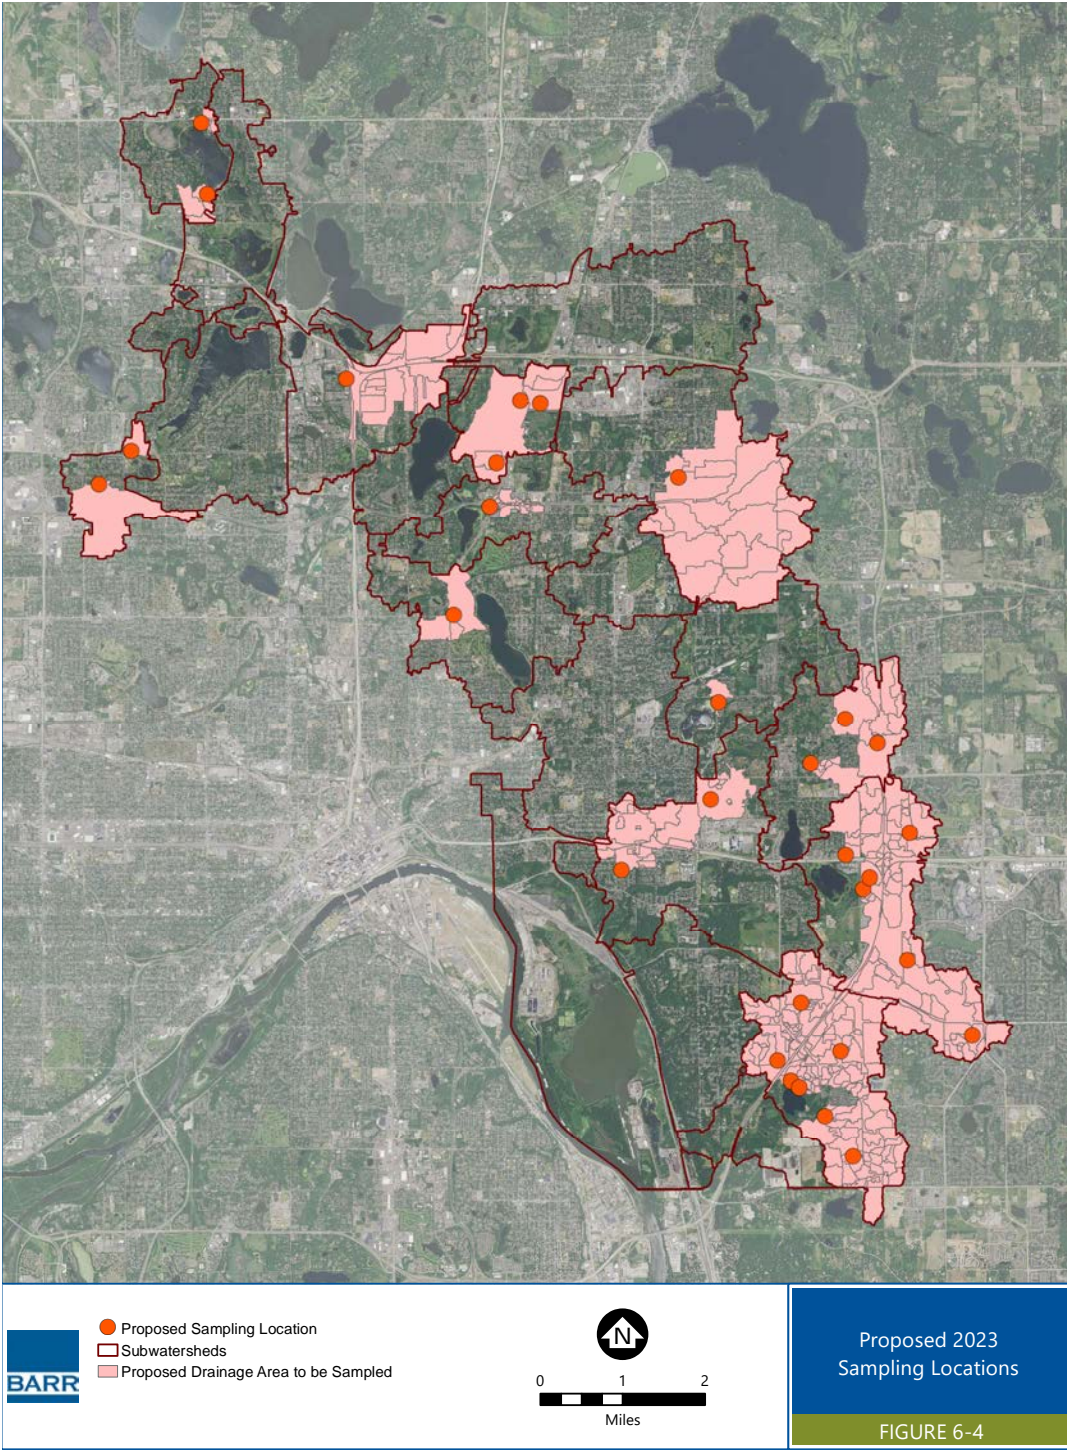 BARR
Proposed Sampling Location
Subwatersheds
Proposed Drainage Area to be Sampled
N
0 1 2
Miles
Proposed 2023
Sampling Locations
FIGURE 6-4